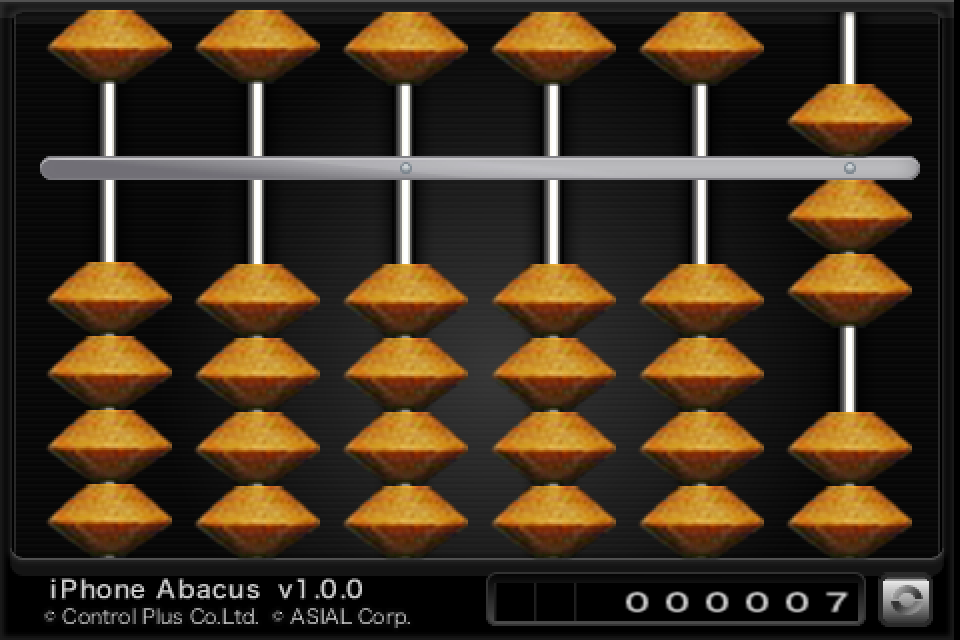 iPhone Abacus v1.0.0
© Control Plus Co.Ltd. © ASIAL Corp.
000007